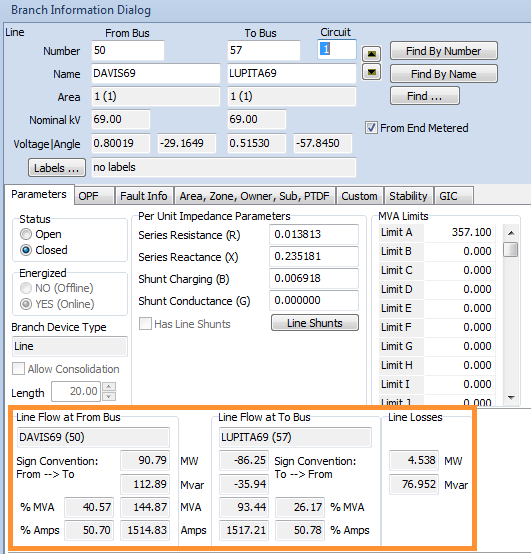 Branch Information Dialog
Line From Bus To Bus Circuit
Number 50 57 1 Find By Number
Name DAVIS69 LUPITA69 Find By Name
Area 1 (1) 1 (1) Find ...
Nominal kV 69.00 69.00
From End Metered
Voltage|Angle 0.80019 -29.1649 0.51530 -57.8450
Labels ... no labels
Parameters OPF Fault Info Area, Zone, Owner, Sub, PTDF Custom Stability GIC
Status
Open
Closed
Energized
NO (Offline)
YES (Online)
Branch Device Type
Line
Allow Consolidation
Length 20.00
Per Unit Impedance Parameters
Series Resistance (R) 0.013813
Series Reactance (X) 0.235181
Shunt Charging (B) 0.006918
Shunt Conductance (G) 0.000000
Has Line Shunts Line Shunts
MVA Limits
Limit A 357.100
Limit B 0.000
Limit C 0.000
Limit D 0.000
Limit E 0.000
Limit F 0.000
Limit G 0.000
Limit H 0.000
Limit I 0.000
Limit J 0.000
Line Flow at From Bus
DAVIS69 (50)
Sign Convention: 90.79 MW
From --> To 112.89 Mvar
% MVA 40.57 144.87 MVA
% Amps 50.70 1514.83 Amps
Line Flow at To Bus
LUPITA69 (57)
-86.25 Sign Convention:
-35.94 To --> From
93.44 26.17 % MVA
1517.21 50.78 % Amps
Line Losses
4.538 MW
76.952 Mvar